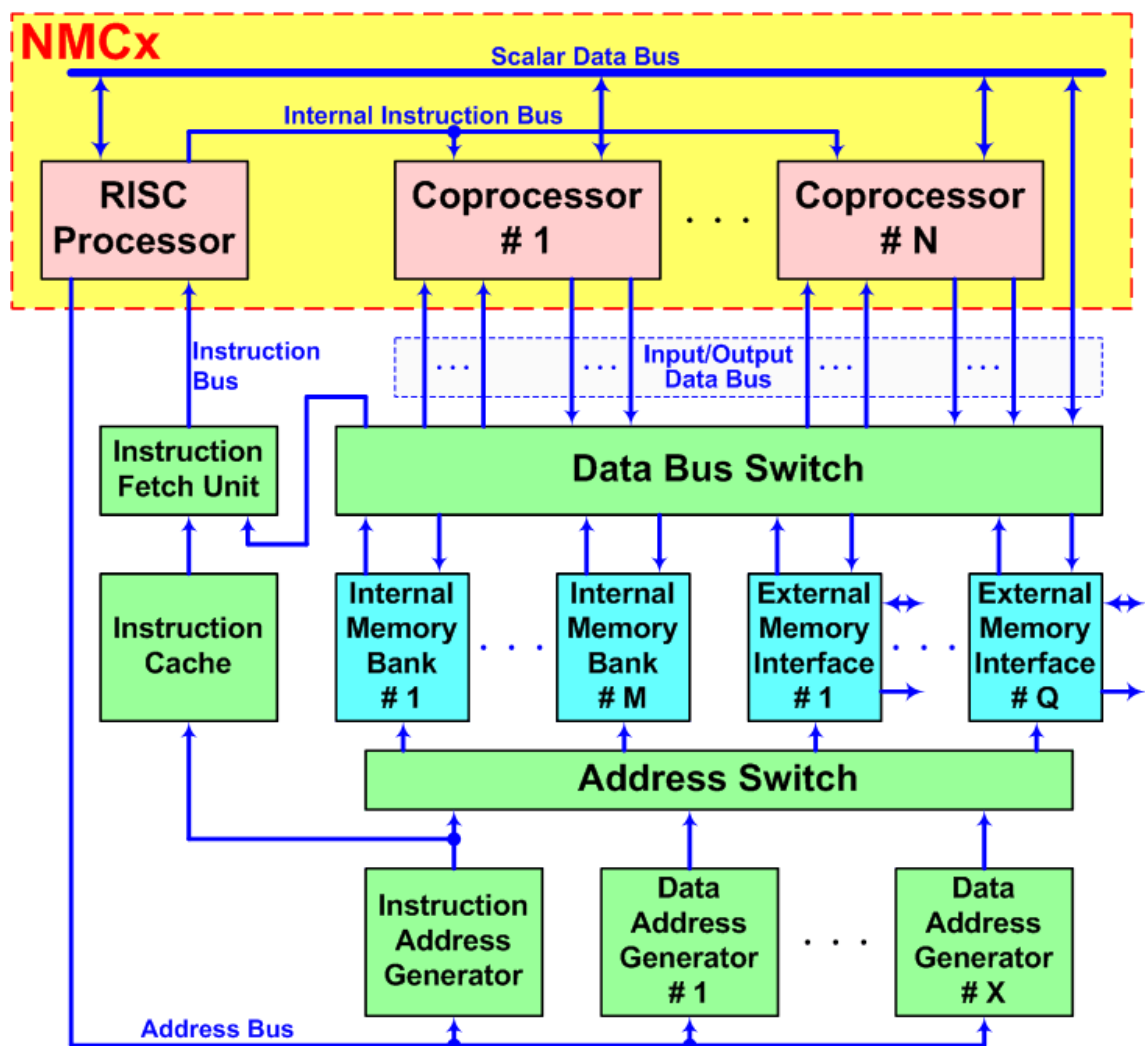 NMCx
Scalar Data Bus
Internal Instruction Bus
RISC
Processor
Coprocessor
# 1
. . .
Coprocessor
# N
Instruction
Bus
Input/Output
Data Bus
... ... ... ...
Instruction
Fetch Unit
Data Bus Switch
Instruction
Cache
Internal
Memory
Bank
# 1
. . .
Internal
Memory
Bank
# M
External
Memory
Interface
# 1
. . .
External
Memory
Interface
# Q
Address Switch
Instruction
Address
Generator
Data
Address
Generator
# 1
. . .
Data
Address
Generator
# X
Address Bus